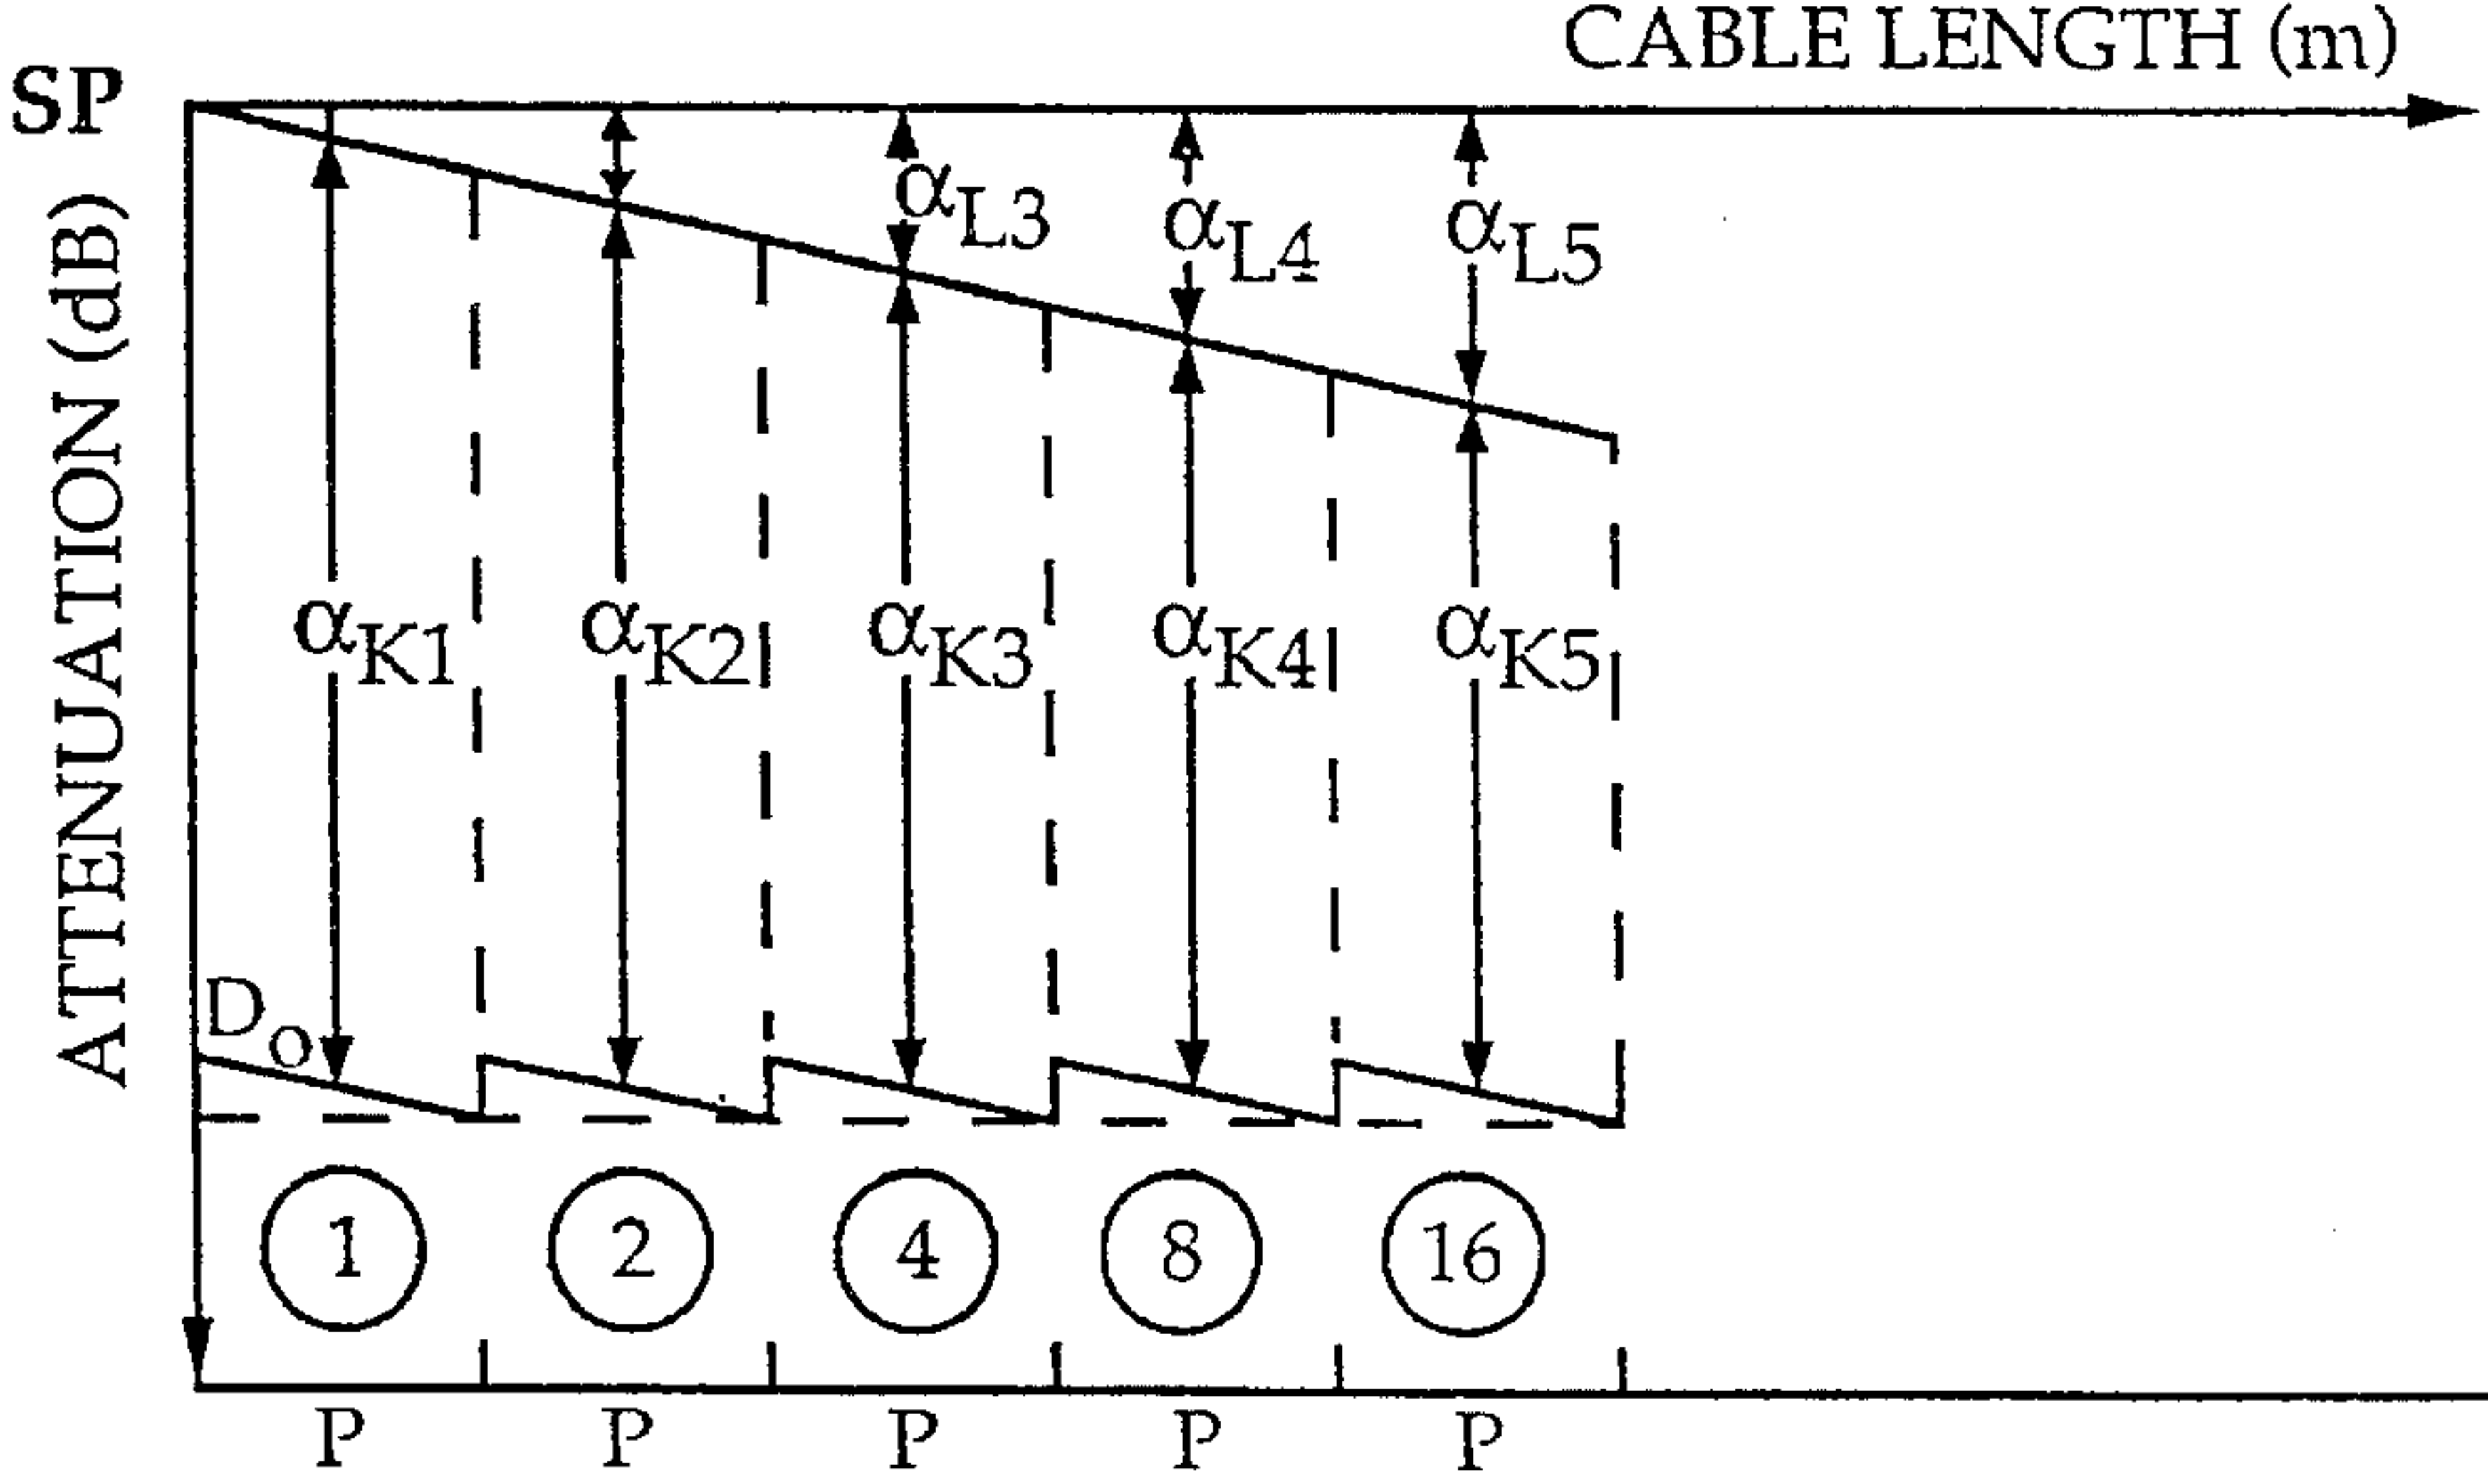 CABLE LENGTH (m)
SP
ATTENUATION (dB)
αL3
αL4
αL5
αK1
αK2
αK3
αK4
αK5
DO
1
2
4
8
16
P
P
P
P
P